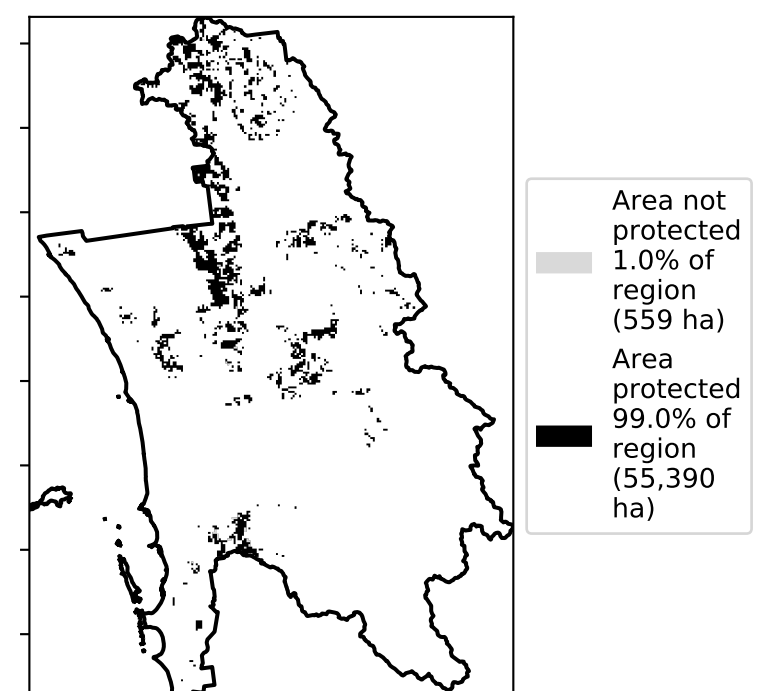 Area not
protected
1.0% of
region
(559 ha)
Area
protected
99.0% of
region
(55,390
ha)